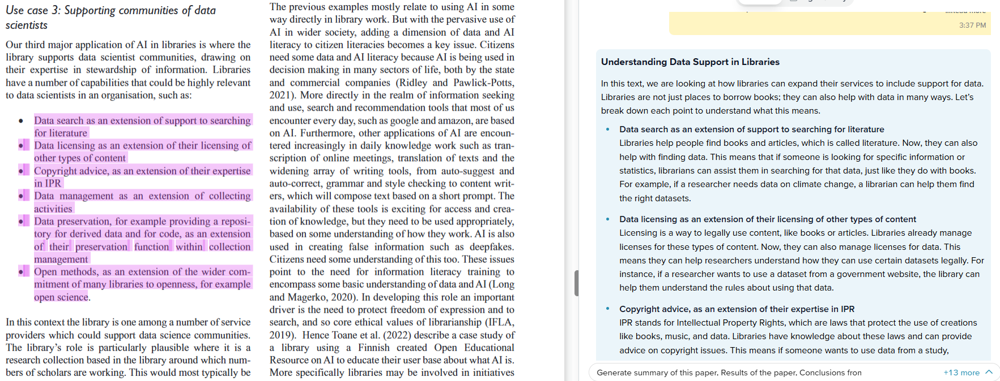 Use case 3: Supporting communities of data
scientists
Our third major application of AI in libraries is where the
library supports data scientist communities, drawing on
their expertise in stewardship of information. Libraries
have a number of capabilities that could be highly relevant
to data scientists in an organisation, such as:
• Data search as an extension of support to searching
for literature
• Data licensing as an extension of their licensing of
other types of content
• Copyright advice, as an extension of their expertise
in IPR
• Data management as an extension of collecting
activities
• Data preservation, for example providing a reposi-
tory for derived data and for code, as an extension
of their preservation function within collection
management
• Open methods, as an extension of the wider com-
mitment of many libraries to openness, for example
open science.
In this context the library is one among a number of service
providers which could support data science communities.
The library’s role is particularly plausible where it is a
research collection based in the library around which num-
bers of scholars are working. This would most typically be
The previous examples mostly relate to using AI in some
way directly in library work. But with the pervasive use of
AI in wider society, adding a dimension of data and AI
literacy to citizen literacies becomes a key issue. Citizens
need some data and AI literacy because AI is being used in
decision making in many sectors of life, both by the state
and commercial companies (Ridley and Pawlick-Potts,
2021). More directly in the realm of information seeking
and use, search and recommendation tools that most of us
encounter every day, such as google and amazon, are based
on AI. Furthermore, other applications of AI are encoun-
tered increasingly in daily knowledge work such as tran-
scription of online meetings, translation of texts and the
widening array of writing tools, from auto-suggest and
auto-correct, grammar and style checking to content writ-
ers, which will compose text based on a short prompt. The
availability of these tools is exciting for access and crea-
tion of knowledge, but they need to be used appropriately,
based on some understanding of how they work. AI is also
used in creating false information such as deepfakes.
Citizens need some understanding of this too. These issues
point to the need for information literacy training to
encompass some basic understanding of data and AI (Long
and Magerko, 2020). In developing this role an important
driver is the need to protect freedom of expression and to
search, and so core ethical values of librarianship (IFLA,
2019). Hence Toane et al. (2022) describe a case study of
a library using a Finnish created Open Educational
Resource on AI to educate their user base about what AI is.
More specifically libraries may be involved in initiatives
3:37 PM
Understanding Data Support in Libraries
In this text, we are looking at how libraries can expand their services to include support for data.
Libraries are not just places to borrow books; they can also help with data in many ways. Let’s
break down each point to understand what this means.
• Data search as an extension of support to searching for literature
Libraries help people find books and articles, which is called literature. Now, they can also
help with finding data. This means that if someone is looking for specific information or
statistics, librarians can assist them in searching for that data, just like they do with books.
For example, if a researcher needs data on climate change, a librarian can help them find
the right datasets.
• Data licensing as an extension of their licensing of other types of content
Licensing is a way to legally use content, like books or articles. Libraries already manage
licenses for these types of content. Now, they can also manage licenses for data. This
means they can help researchers understand how they can use certain datasets legally. For
instance, if a researcher wants to use a dataset from a government website, the library can
help them understand the rules about using that data.
• Copyright advice, as an extension of their expertise in IPR
IPR stands for Intellectual Property Rights, which are laws that protect the use of creations
like books, music, and data. Libraries have knowledge about these laws and can provide
advice on copyright issues. This means if someone wants to use data from a study,
Generate summary of this paper, Results of the paper, Conclusions from
+13 more